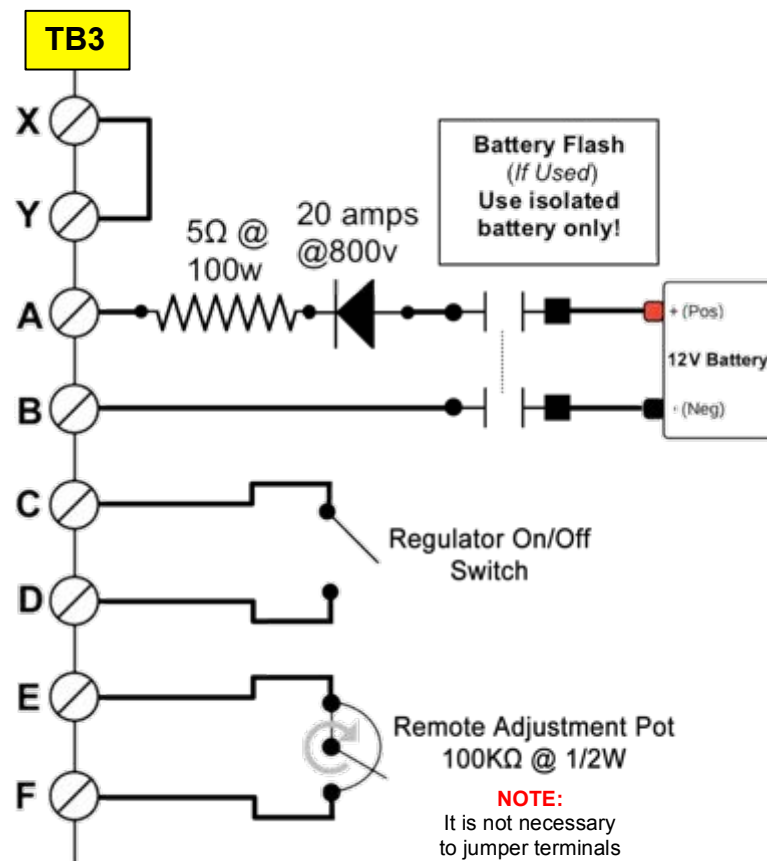 TB3
X
Y
A
B
C
D
E
F
5Ω @
100w
20 amps
@800v
Battery Flash
(If Used)
Use isolated
battery only!
+ (Pos)
12V Battery
- (Neg)
Regulator On/Off
Switch
Remote Adjustment Pot
100KΩ @ 1/2W
NOTE:
It is not necessary
to jumper terminals